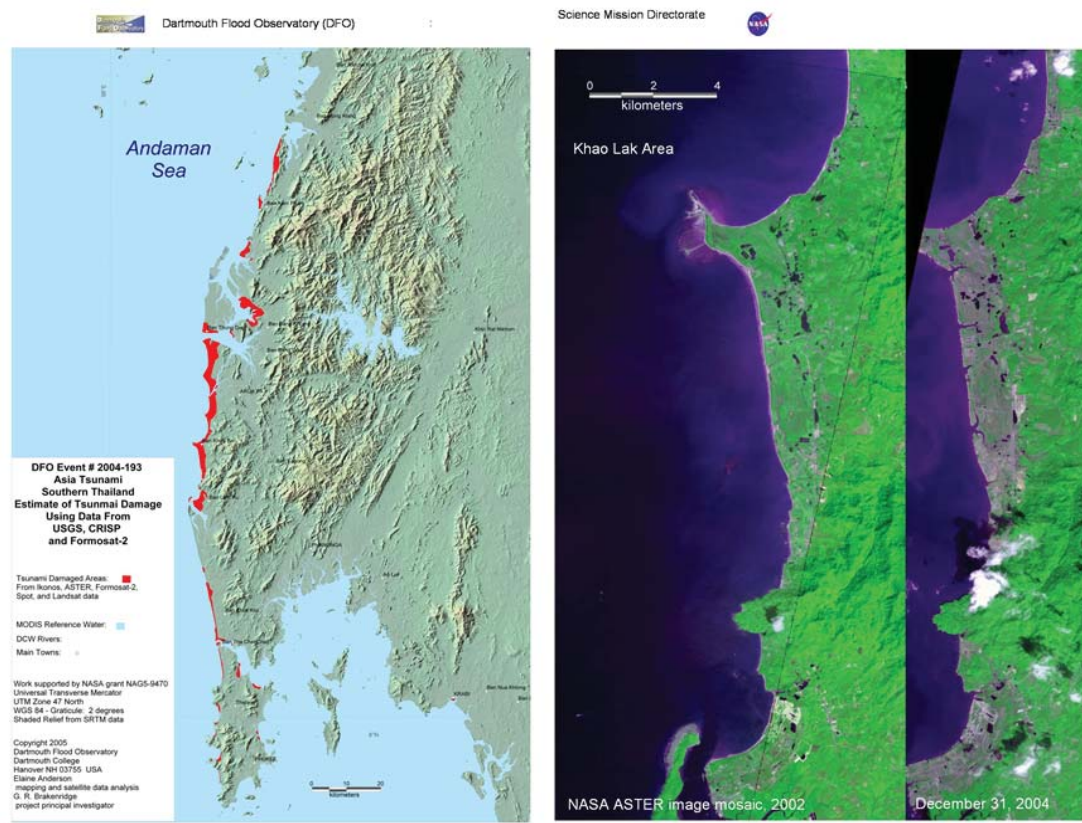 Dartmouth Flood Observatory (DFO)
Science Mission Directorate
NASA
Andaman
Sea
DFO Event # 2004-193
Asia Tsunami
Southern Thailand
Estimate of Tsunmai Damage
Using Data From
USGS, CRISP
and Formosat-2
Tsunami Damaged Areas:
From Ikonos, ASTER, Formosat-2,
Spot, and Landsat data
MODIS Reference Water:
DCW Rivers:
Main Towns:
Work supported by NASA grant NAG5-9470
Universal Transverse Mercator
UTM Zone 47 North
WGS 84 - Graticule: 2 degrees
Shaded Relief from SRTM data
Copyright 2005
Dartmouth Flood Observatory
Dartmouth College
Hanover NH 03755 USA
Elaine Anderson
mapping and satellite data analysis
G. R. Brakenridge
project principal investigator
KRABI
0 10 20
kilometers
0 2 4
kilometers
Khao Lak Area
NASA ASTER image mosaic, 2002
December 31, 2004